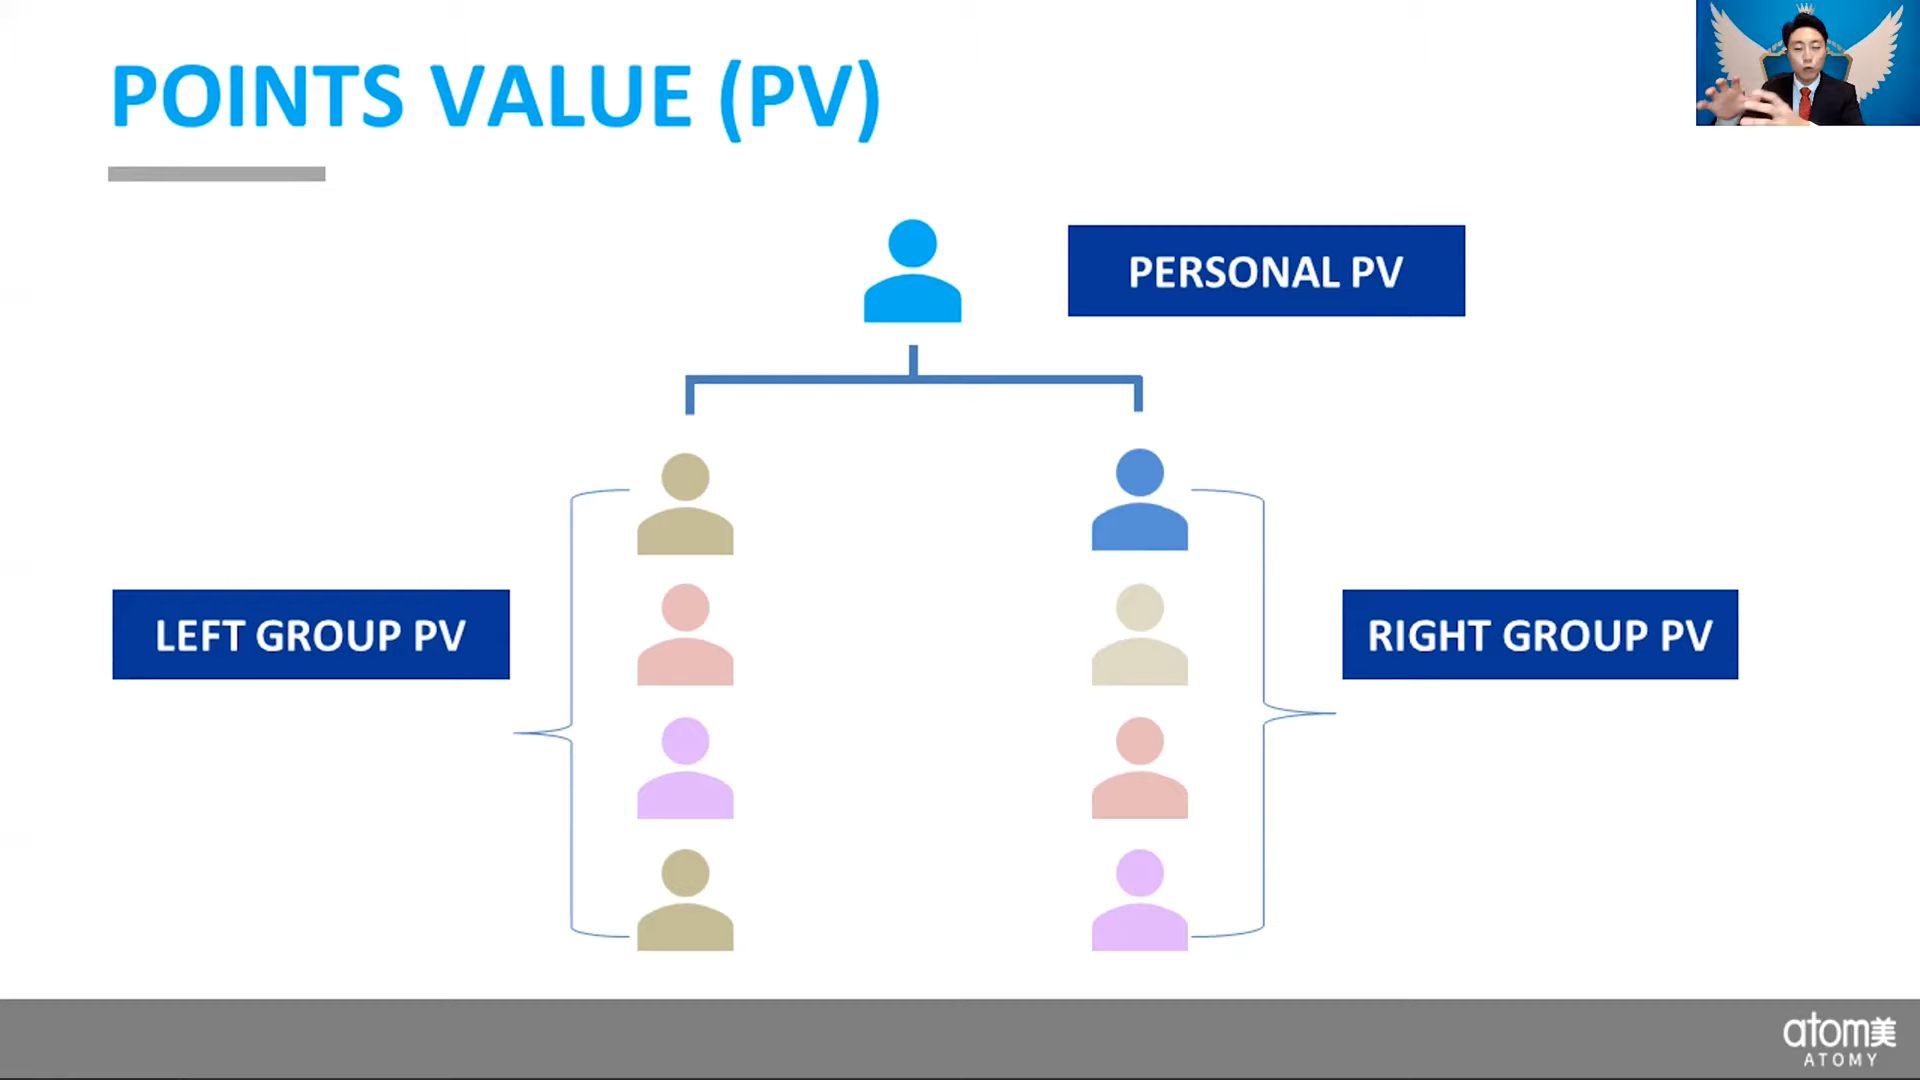 POINTS VALUE (PV)
PERSONAL PV
LEFT GROUP PV
RIGHT GROUP PV
atom美
ATOMY